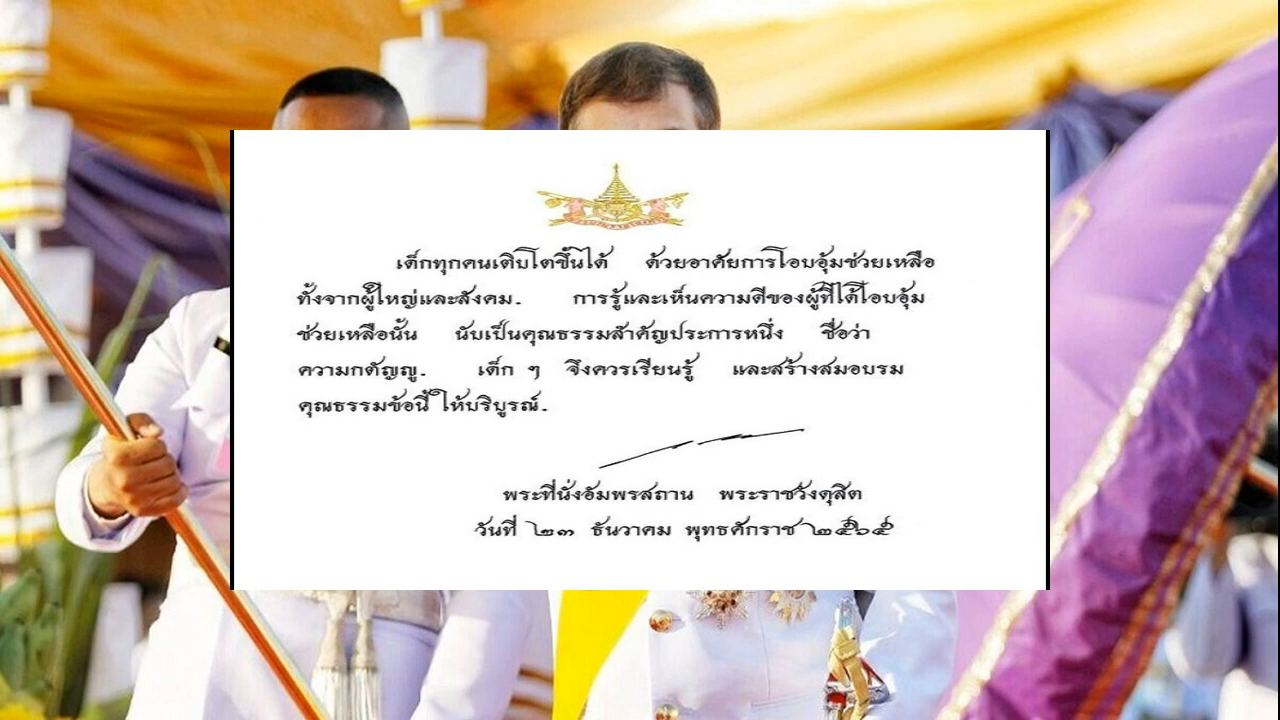 เด็กทุกคนเติบโตขึ้นได้ ด้วยอาศัยการโอบอุ้มช่วยเหลือ
ทั้งจากผู้ใหญ่และสังคม. การรู้และเห็นความดีของผู้ที่ได้โอบอุ้ม
ช่วยเหลือนั้น นับเป็นคุณธรรมสำคัญประการหนึ่ง ชื่อว่า
ความกตัญญู. เด็ก ๆ จึงควรเรียนรู้ และสร้างสมอบรม
คุณธรรมข้อนี้ให้บริบูรณ์.
พระที่นั่งอัมพรสถาน พระราชวังดุสิต
วันที่ ๒๓ ธันวาคม พุทธศักราช ๒๕๖๕